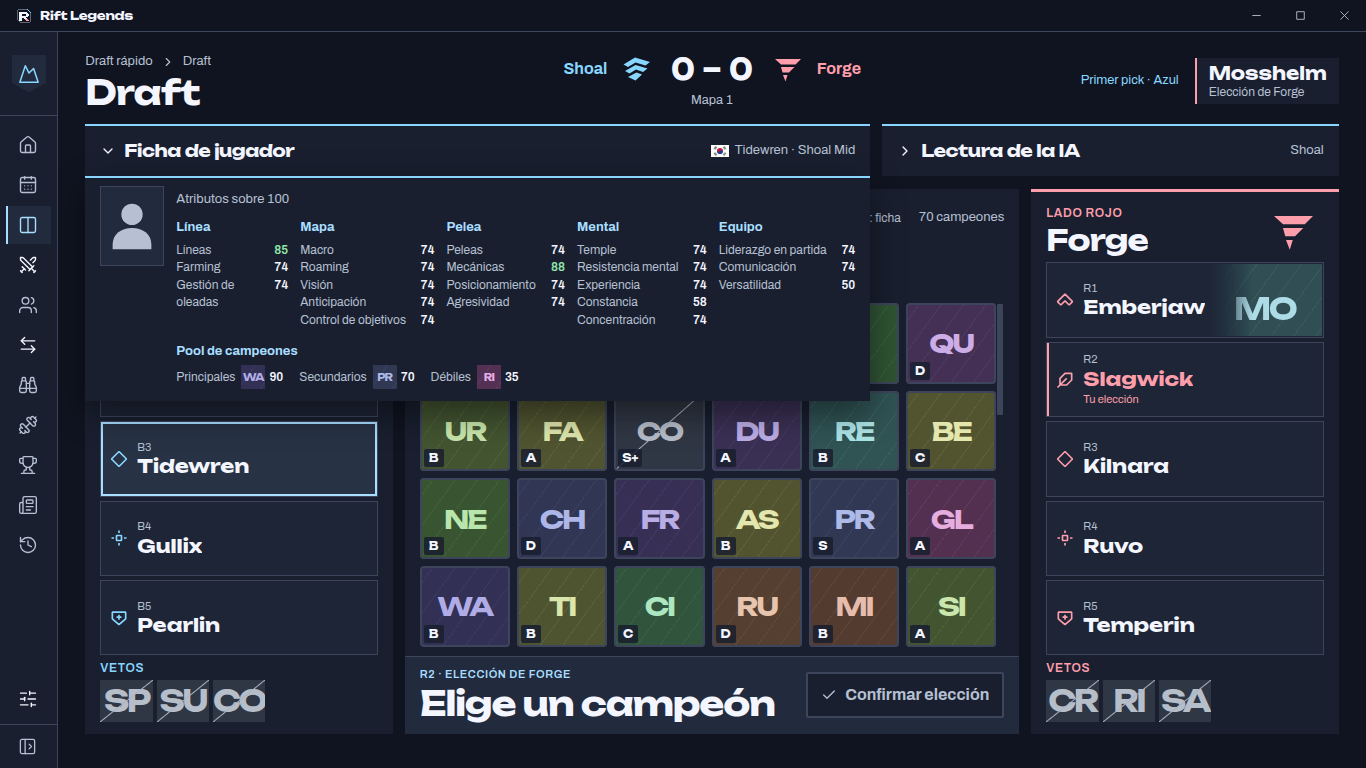 Rift Legends
Draft rápido > Draft
Draft
Shoal 0 – 0 Forge
Mapa 1
Primer pick · Azul
Mosshelm
Elección de Forge
Ficha de jugador
Tidewren · Shoal Mid
Lectura de la IA
Shoal
Atributos sobre 100
Línea Mapa Pelea Mental Equipo
Líneas 85 Macro 74 Peleas 74 Temple 74 Liderazgo en partida 74
Farming 74 Roaming 74 Mecánicas 88 Resistencia mental 74 Comunicación 74
Gestión de oleadas 74 Visión 74 Posicionamiento 74 Experiencia 74 Versatilidad 50
Anticipación 74 Agresividad 74 Constancia 58
Control de objetivos 74 Concentración 74
Pool de campeones
Principales WA 90 Secundarios PR 70 Débiles RI 35
: ficha 70 campeones
QU
D
UR FA CO DU RE BE
B A S+ A B C
NE CH FR AS PR GL
B D A B S A
WA TI CI RU MI SI
B B C D B A
B3
Tidewren
B4
Gullix
B5
Pearlin
VETOS
SP SU CO
R2 · ELECCIÓN DE FORGE
Elige un campeón
Confirmar elección
LADO ROJO
Forge
R1
Emberjaw
MO
R2
Slagwick
Tu elección
R3
Kilnara
R4
Ruvo
R5
Temperin
VETOS
CR RI SA